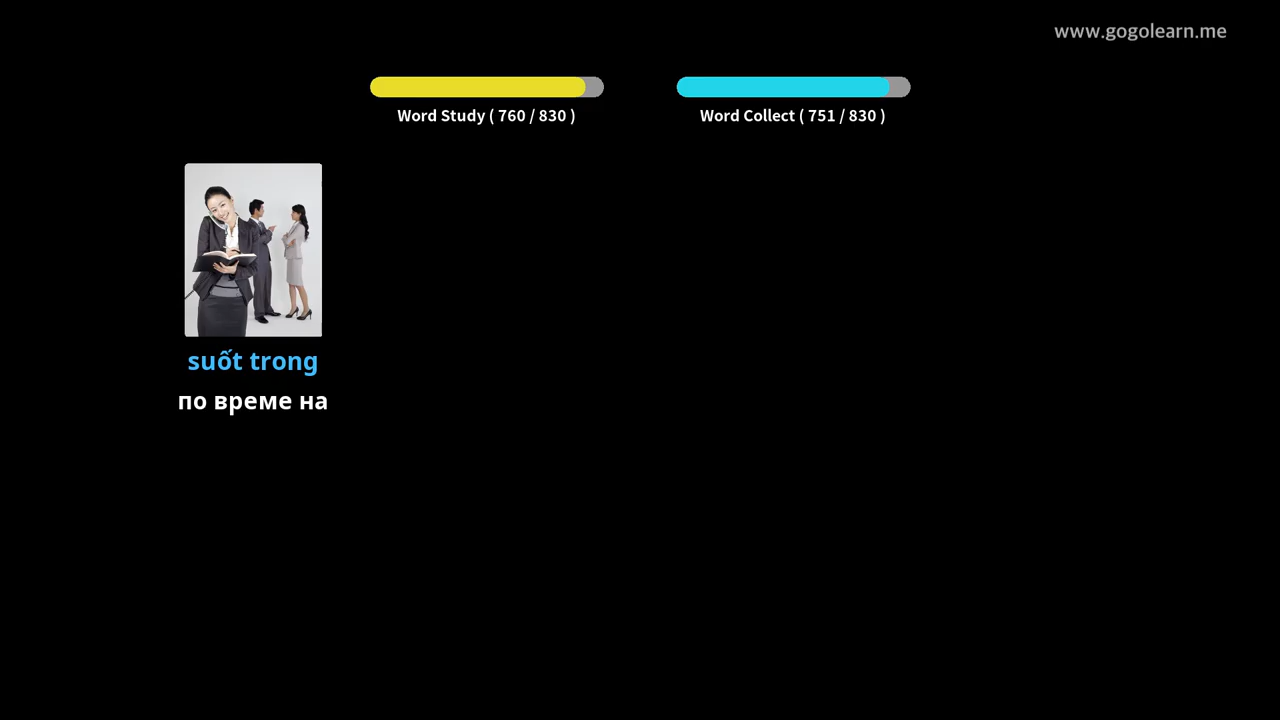 www.gogolearn.me
Word Study ( 760 / 830 )
Word Collect ( 751 / 830 )
suốt trong
по време на